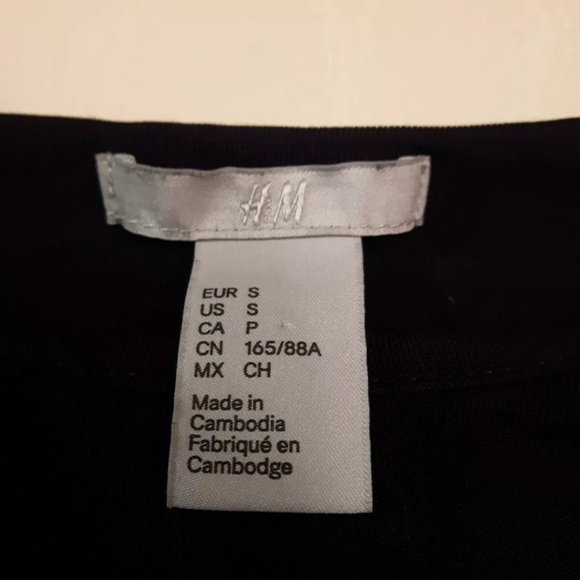 H&M
EUR S
US S
CA P
CN 165/88A
MX CH
Made in
Cambodia
Fabriqué en
Cambodge